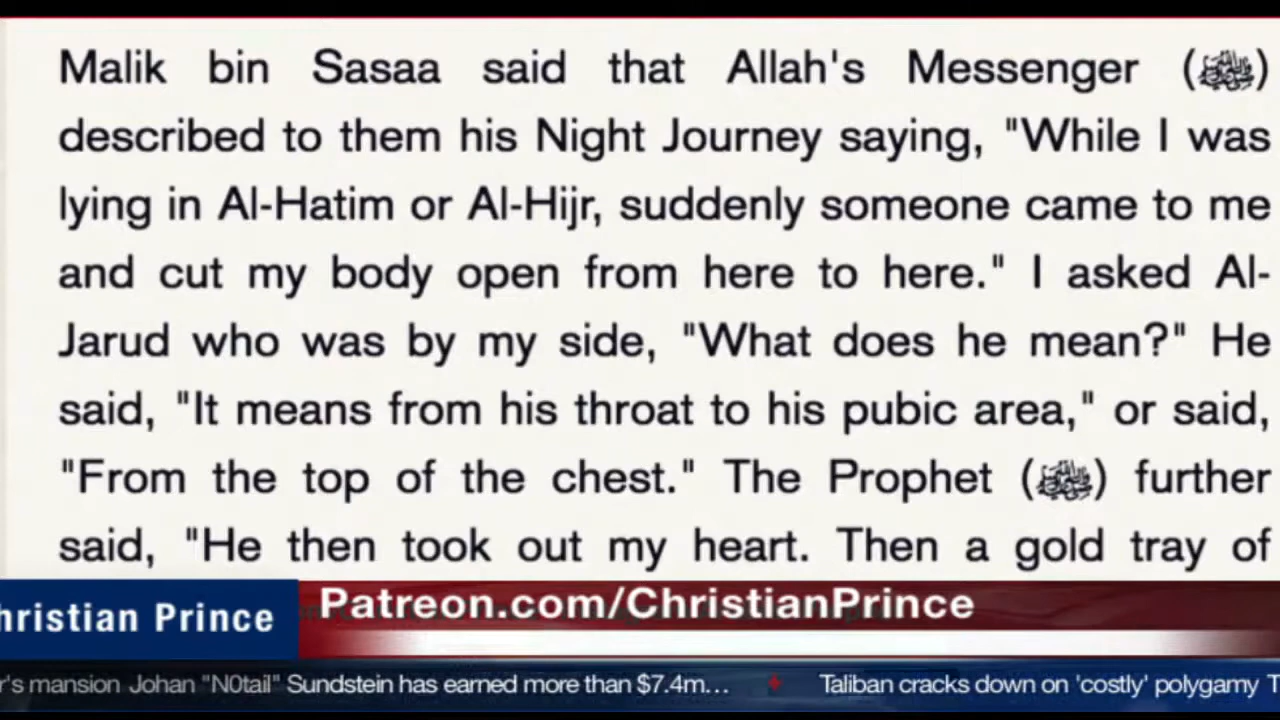 Malik bin Sasaa said that Allah's Messenger (ﷺ)
described to them his Night Journey saying, "While I was
lying in Al-Hatim or Al-Hijr, suddenly someone came to me
and cut my body open from here to here." I asked Al-
Jarud who was by my side, "What does he mean?" He
said, "It means from his throat to his pubic area," or said,
"From the top of the chest." The Prophet (ﷺ) further
said, "He then took out my heart. Then a gold tray of
hristian Prince
Patreon.com/ChristianPrince
r's mansion Johan "N0tail" Sundstein has earned more than $7.4m... Taliban cracks down on 'costly' polygamy T